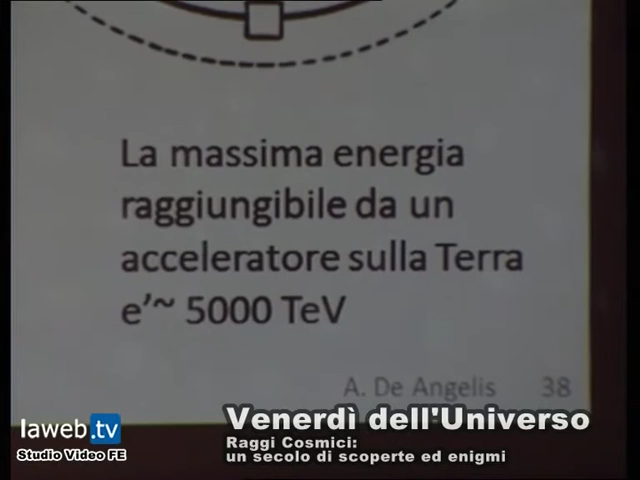 La massima energia
raggiungibile da un
acceleratore sulla Terra
e'~ 5000 TeV
A. De Angelis 38
Venerdì dell'Universo
laweb.tv
Raggi Cosmici:
Studio Video FE
un secolo di scoperte ed enigmi